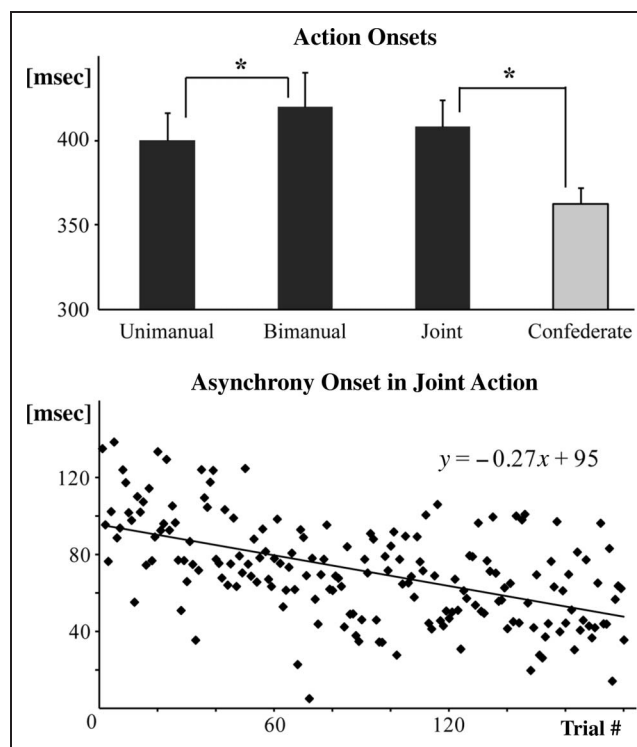 Action Onsets
[msec]
*
*
400
350
300
Unimanual Bimanual Joint Confederate
Asynchrony Onset in Joint Action
[msec]
y = −0.27x + 95
120
80
40
0 60 120 Trial #